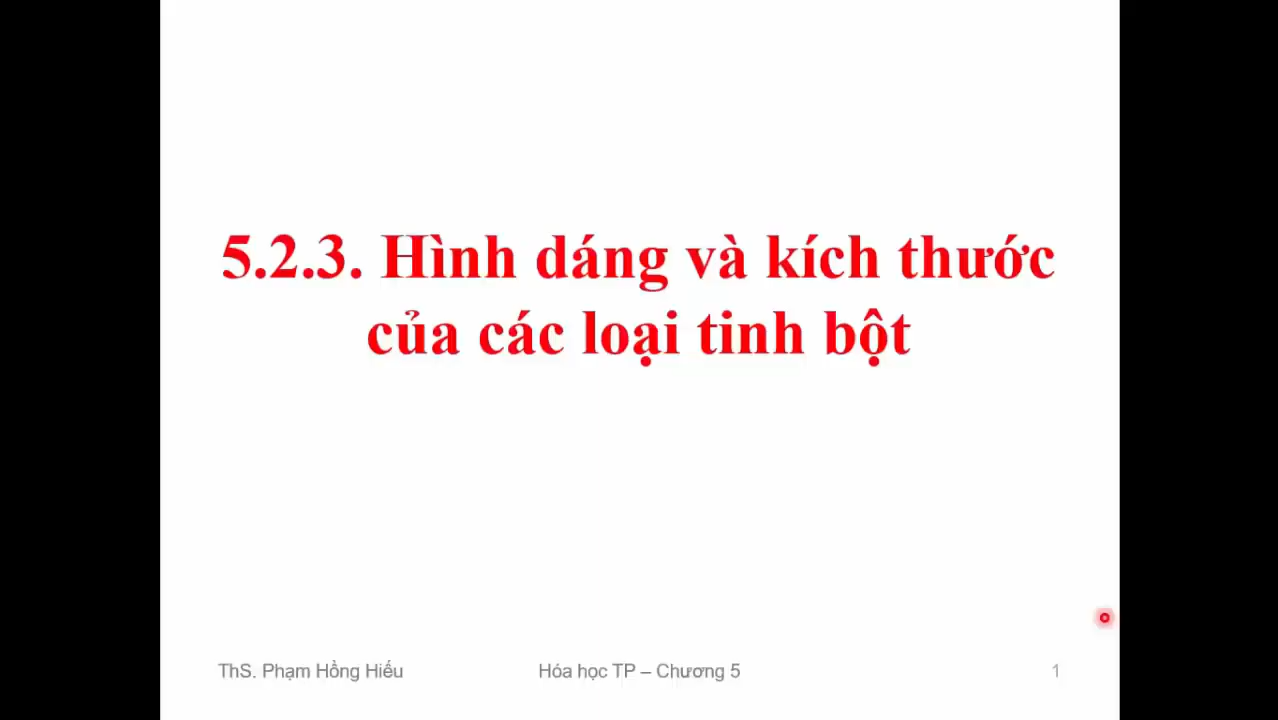 5.2.3. Hình dáng và kích thước
của các loại tinh bột
ThS. Phạm Hồng Hiếu
Hóa học TP – Chương 5
1